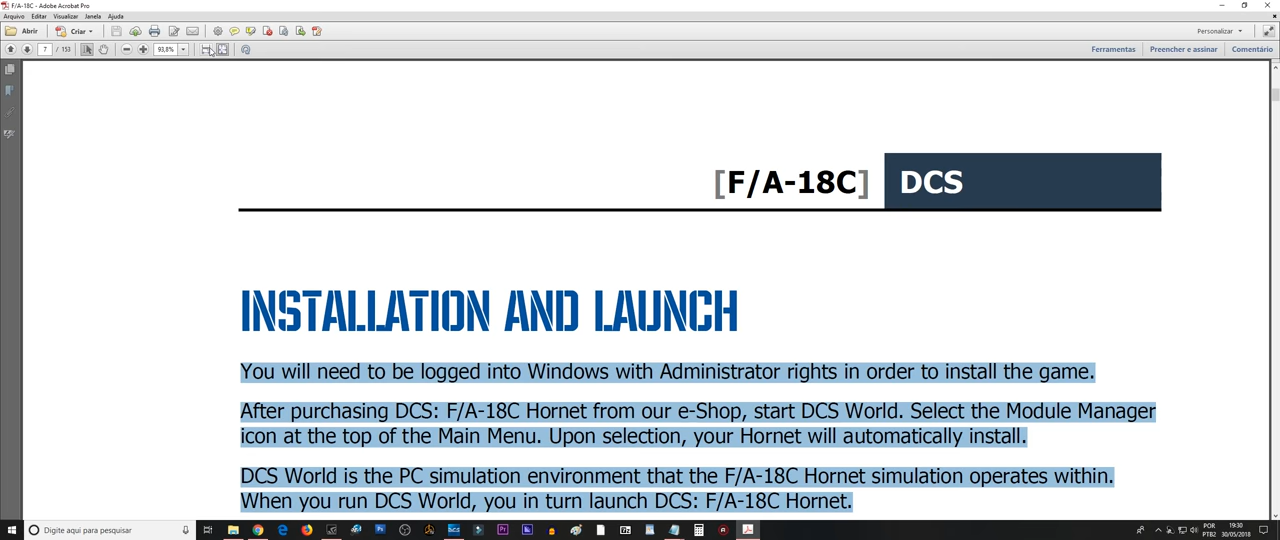 F/A-18C - Adobe Acrobat Pro
Arquivo Editar Visualizar Janela Ajuda
Abrir Criar Personalizar
7 / 153 93,8% Ferramentas Preencher e assinar Comentário
[F/A-18C] DCS
INSTALLATION AND LAUNCH
You will need to be logged into Windows with Administrator rights in order to install the game.
After purchasing DCS: F/A-18C Hornet from our e-Shop, start DCS World. Select the Module Manager
icon at the top of the Main Menu. Upon selection, your Hornet will automatically install.
DCS World is the PC simulation environment that the F/A-18C Hornet simulation operates within.
When you run DCS World, you in turn launch DCS: F/A-18C Hornet.
Digite aqui para pesquisar
POR 19:30
PTB2 30/05/2018